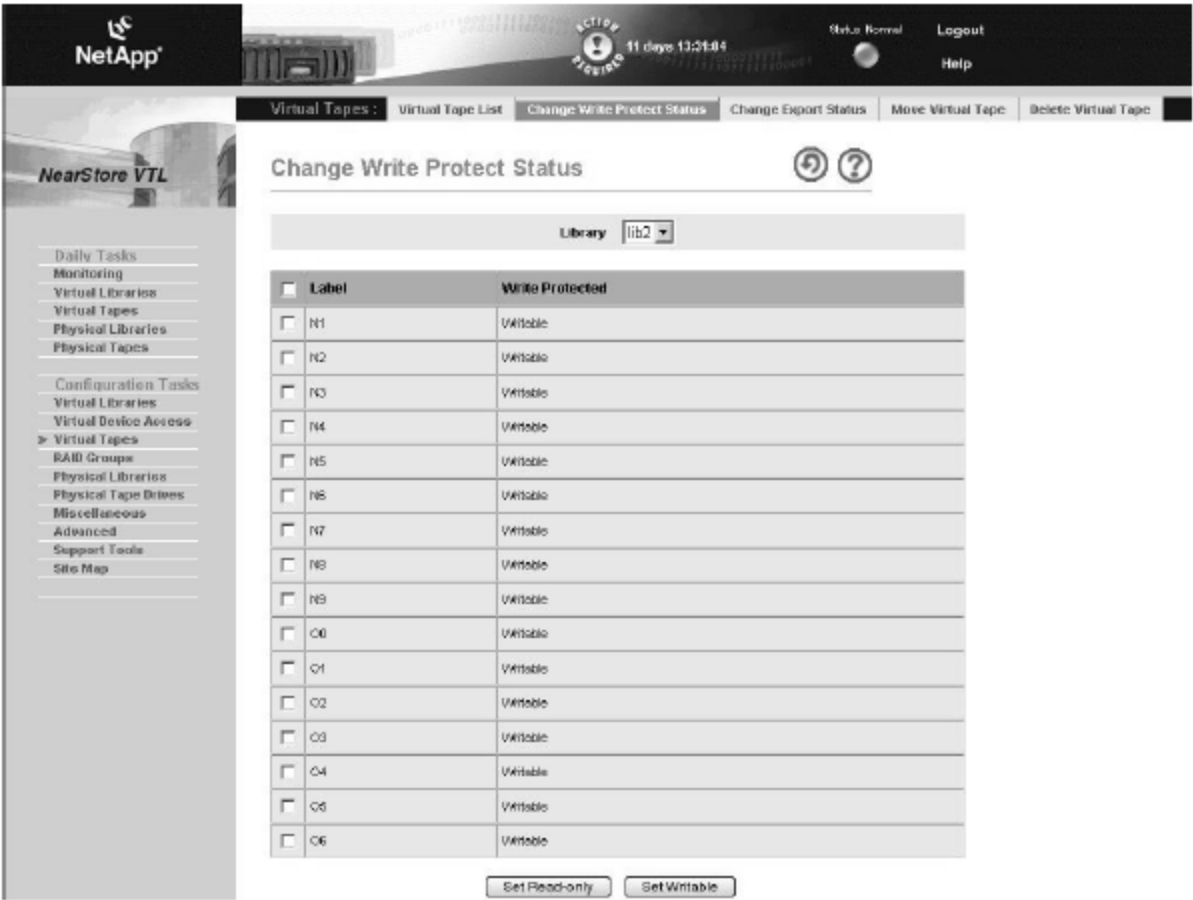 NetApp
ACTION REQUIRED
11 days 13:31:04
Status Normal
Logout
Help
NearStore VTL
Virtual Tapes :
Virtual Tape List
Change Write Protect Status
Change Export Status
Move Virtual Tape
Delete Virtual Tape
Daily Tasks
Monitoring
Virtual Libraries
Virtual Tapes
Physical Libraries
Physical Tapes
Configuration Tasks
Virtual Libraries
Virtual Device Access
Virtual Tapes
RAID Groups
Physical Libraries
Physical Tape Drives
Miscellaneous
Advanced
Support Tools
Site Map
Change Write Protect Status
Library lib2
Label Write Protected
N1 Writable
N2 Writable
N3 Writable
N4 Writable
N5 Writable
N6 Writable
N7 Writable
N8 Writable
N9 Writable
O0 Writable
O1 Writable
O2 Writable
O3 Writable
O4 Writable
O5 Writable
O6 Writable
Set Read-only Set Writable